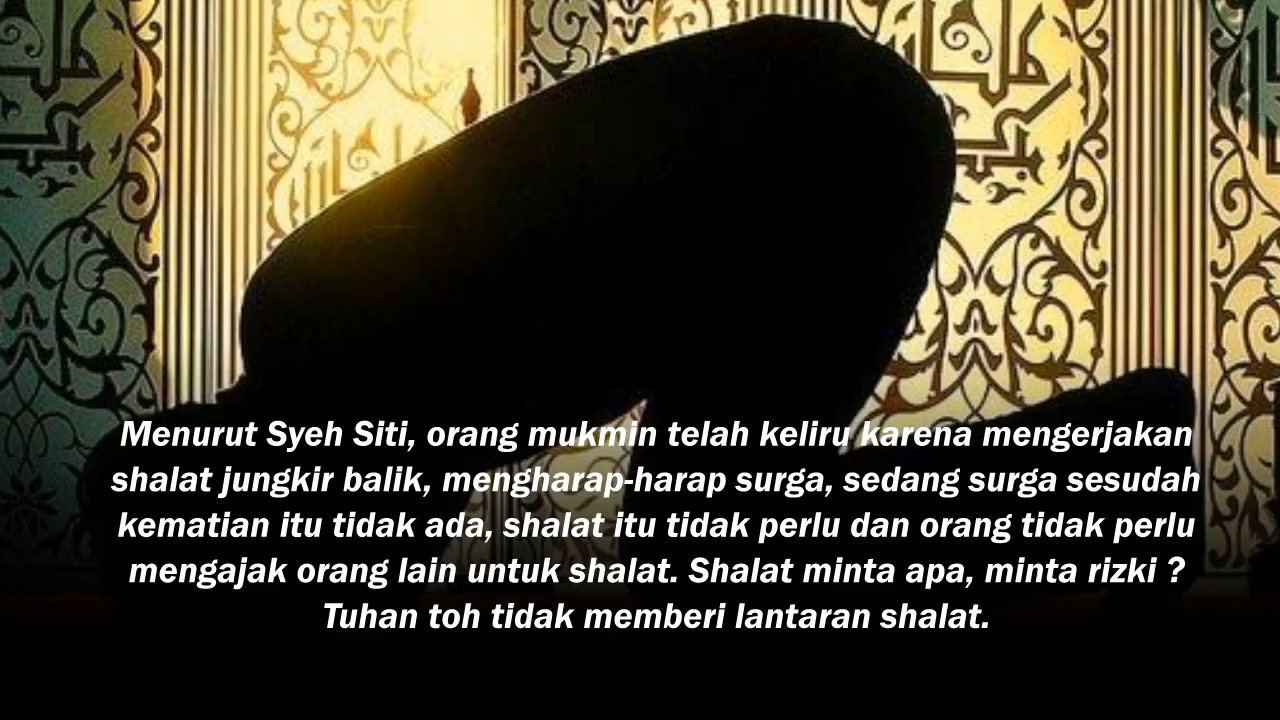 Menurut Syeh Siti, orang mukmin telah keliru karena mengerjakan
shalat jungkir balik, mengharap-harap surga, sedang surga sesudah
kematian itu tidak ada, shalat itu tidak perlu dan orang tidak perlu
mengajak orang lain untuk shalat. Shalat minta apa, minta rizki ?
Tuhan toh tidak memberi lantaran shalat.